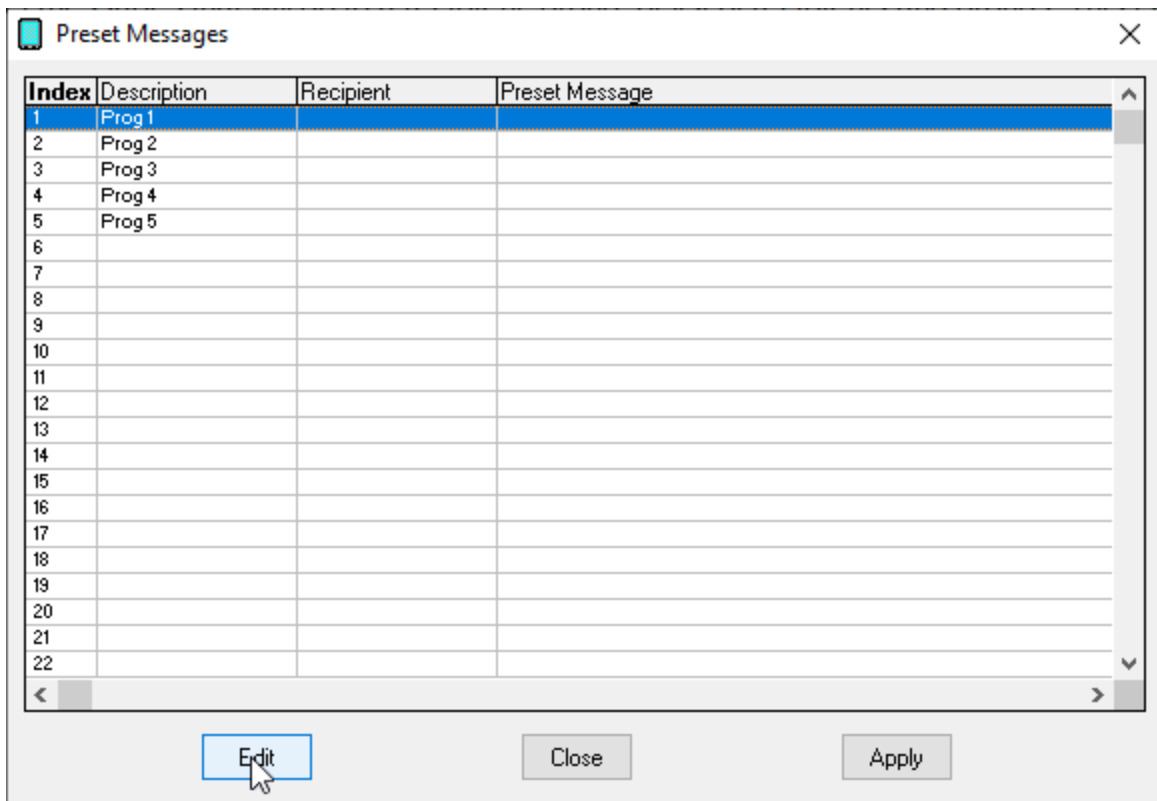 Preset Messages
Index Description Recipient Preset Message
1 Prog 1
2 Prog 2
3 Prog 3
4 Prog 4
5 Prog 5
6
7
8
9
10
11
12
13
14
15
16
17
18
19
20
21
22
Edit Close Apply